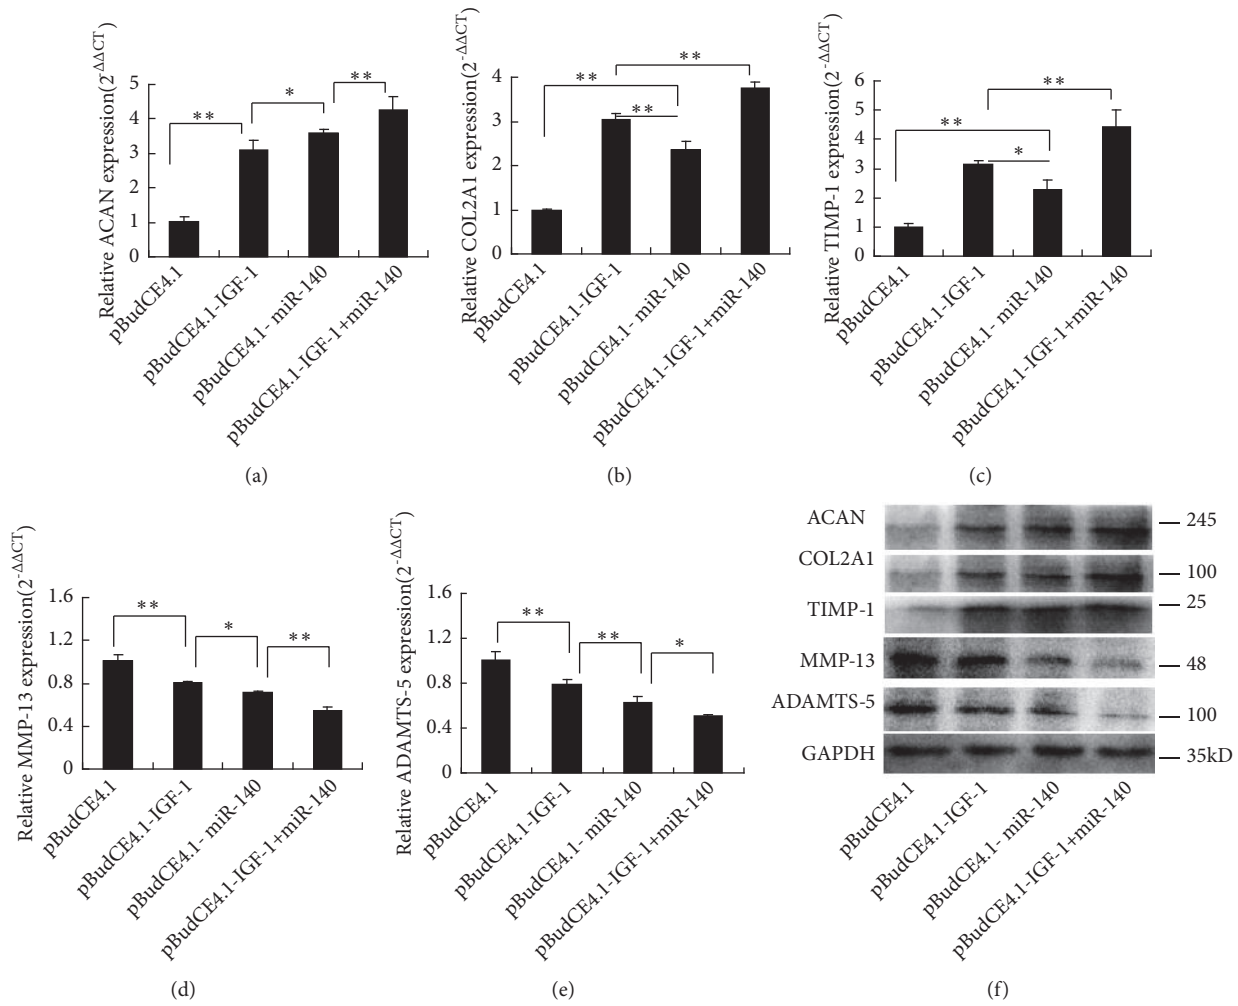 Relative ACAN expression(2^-ΔΔCT)
5
4
3
2
1
0
**
*
**
pBudCE4.1
pBudCE4.1-IGF-1
pBudCE4.1- miR-140
pBudCE4.1-IGF-1+miR-140
(a)
Relative COL2A1 expression(2^-ΔΔCT)
4
3
2
1
0
**
**
**
pBudCE4.1
pBudCE4.1-IGF-1
pBudCE4.1- miR-140
pBudCE4.1-IGF-1 +miR-140
(b)
Relative TIMP-1 expression(2^-ΔΔCT)
6
5
4
3
2
1
0
**
**
*
pBudCE4.1
pBudCE4.1-IGF-1
pBudCE4.1- miR-140
pBudCE4.1-IGF-1 +miR-140
(c)
Relative MMP-13 expression(2^-ΔΔCT)
1.6
1.2
0.8
0.4
0
**
*
**
pBudCE4.1
pBudCE4.1-IGF-1
pBudCE4.1- miR-140
pBudCE4.1-IGF-1 +miR-140
(d)
Relative ADAMTS-5 expression(2^-ΔΔCT)
1.6
1.2
0.8
0.4
0
**
**
*
pBudCE4.1
pBudCE4.1-IGF-1
pBudCE4.1- miR-140
pBudCE4.1-IGF-1 +miR-140
(e)
ACAN 245
COL2A1 100
TIMP-1 25
MMP-13 48
ADAMTS-5 100
GAPDH 35kD
pBudCE4.1
pBudCE4.1-IGF-1
pBudCE4.1- miR-140
pBudCE4.1-IGF-1 +miR-140
(f)